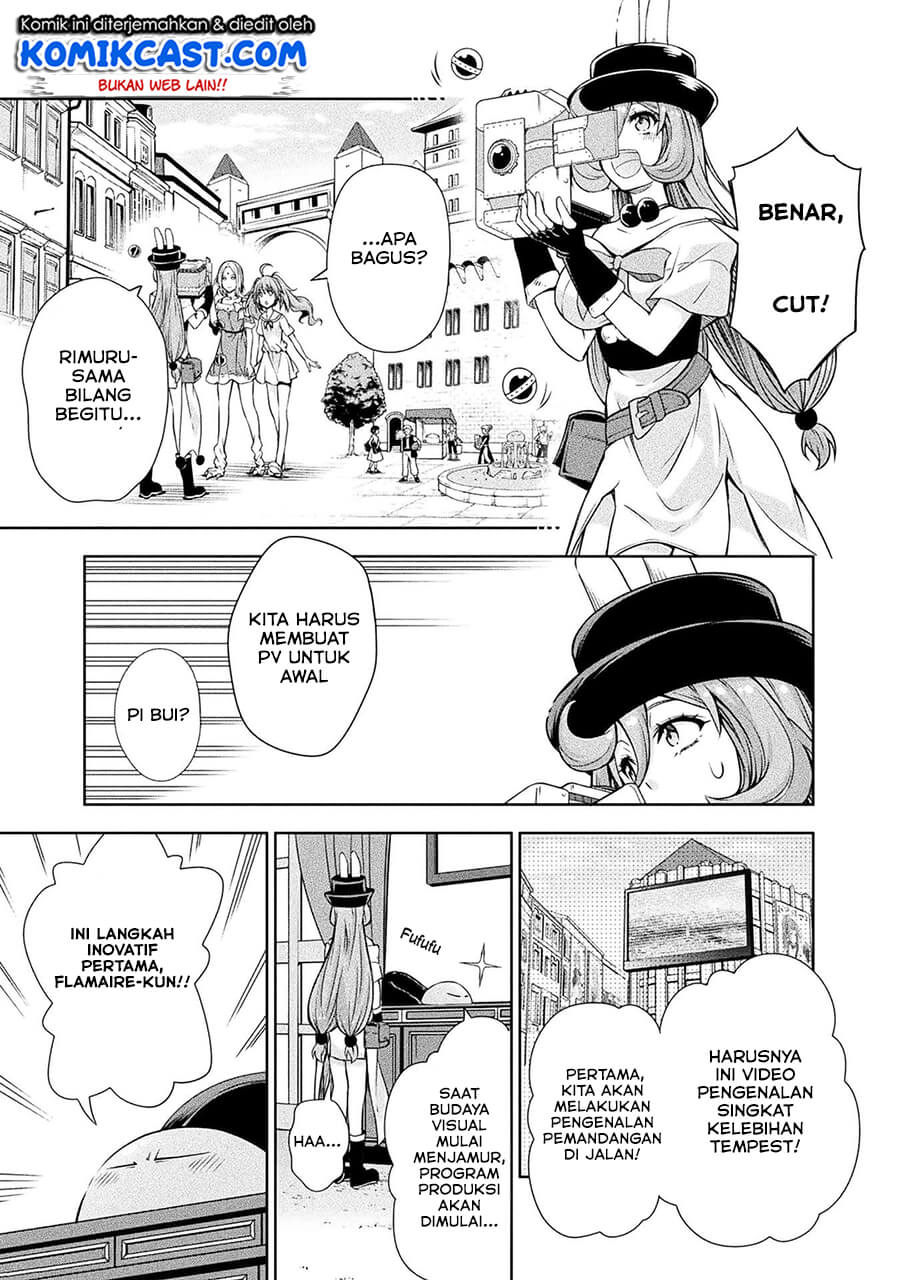 Komik ini diterjemahkan & diedit oleh
KOMIKCAST.COM
BUKAN WEB LAIN!!
BENAR,
CUT!
...APA
BAGUS?
RIMURU-
SAMA
BILANG
BEGITU...
KITA HARUS
MEMBUAT
PV UNTUK
AWAL
PI BUI?
HARUSNYA
INI VIDEO
PENGENALAN
SINGKAT
KELEBIHAN
TEMPEST!
PERTAMA,
KITA AKAN
MELAKUKAN
PENGENALAN
PEMANDANGAN
DI JALAN!
Fufufu
SAAT
BUDAYA
VISUAL
MULAI
MENJAMUR,
PROGRAM
PRODUKSI
AKAN
DIMULAI...
HAA...
INI LANGKAH
INOVATIF
PERTAMA,
FLAMAIRE-KUN!!